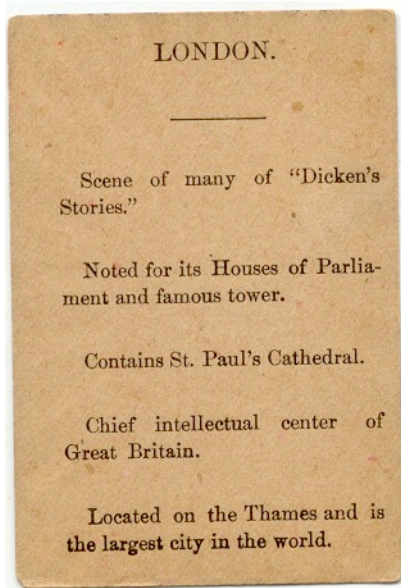 LONDON.
Scene of many of “Dicken’s
Stories.”
Noted for its Houses of Parlia-
ment and famous tower.
Contains St. Paul’s Cathedral.
Chief intellectual center of
Great Britain.
Located on the Thames and is
the largest city in the world.